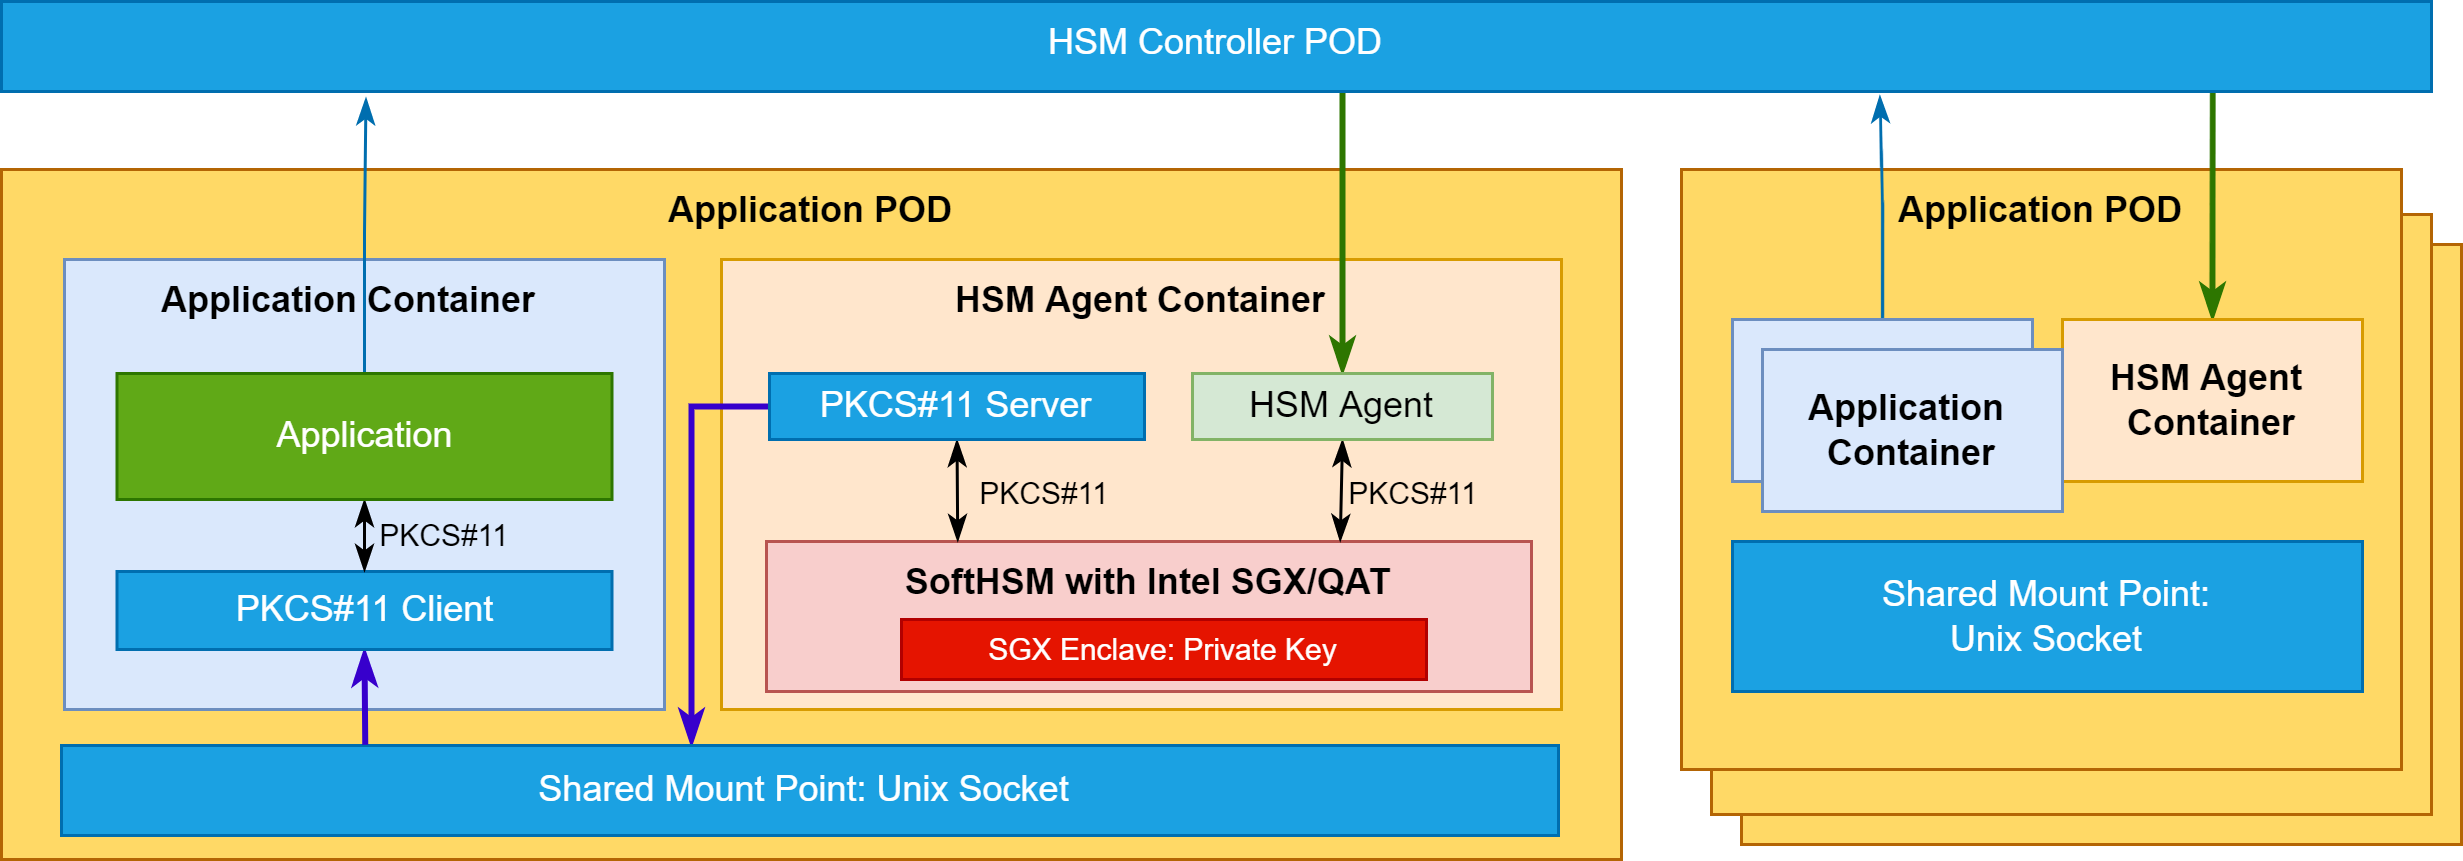 HSM Controller POD
Application POD
Application Container
Application
PKCS#11
PKCS#11 Client
HSM Agent Container
PKCS#11 Server
HSM Agent
PKCS#11
PKCS#11
SoftHSM with Intel SGX/QAT
SGX Enclave: Private Key
Shared Mount Point: Unix Socket
Application POD
Application
Container
HSM Agent
Container
Shared Mount Point:
Unix Socket